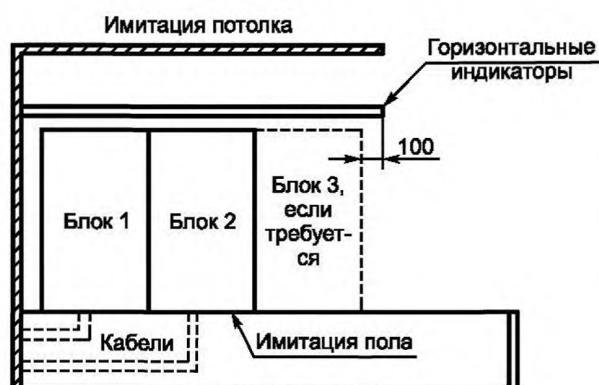 Имитация потолка
Горизонтальные
индикаторы
100
Блок 1
Блок 2
Блок 3,
если
требует-
ся
Кабели
Имитация пола